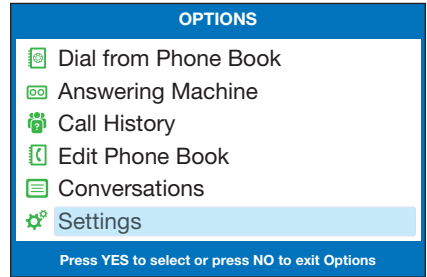 OPTIONS
Dial from Phone Book
Answering Machine
Call History
Edit Phone Book
Conversations
Settings
Press YES to select or press NO to exit Options